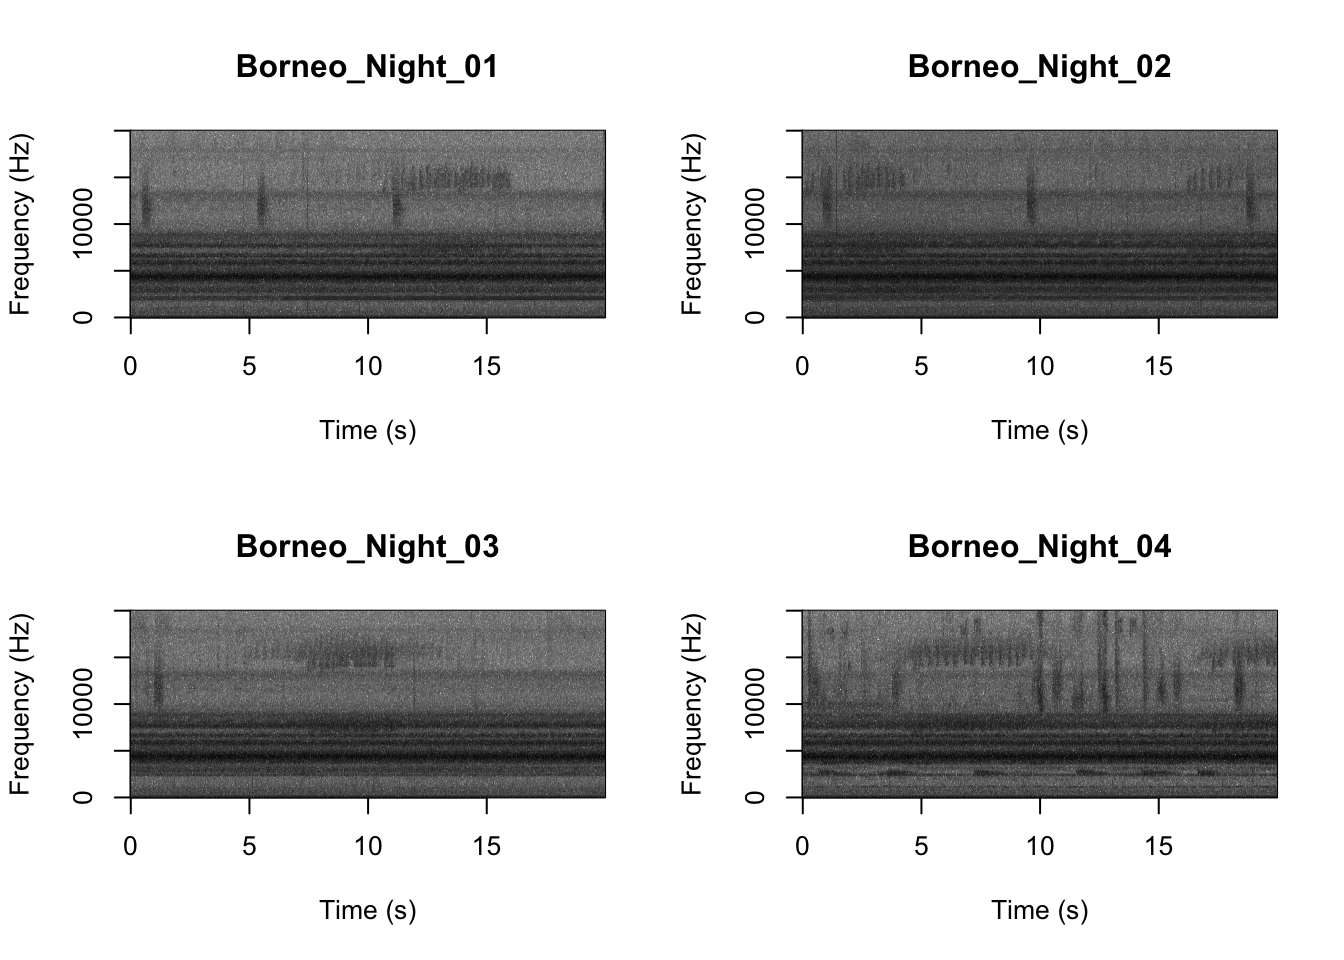 Borneo_Night_01
Frequency (Hz)
10000
0
0 5 10 15
Time (s)
Borneo_Night_02
Frequency (Hz)
10000
0
0 5 10 15
Time (s)
Borneo_Night_03
Frequency (Hz)
10000
0
0 5 10 15
Time (s)
Borneo_Night_04
Frequency (Hz)
10000
0
0 5 10 15
Time (s)